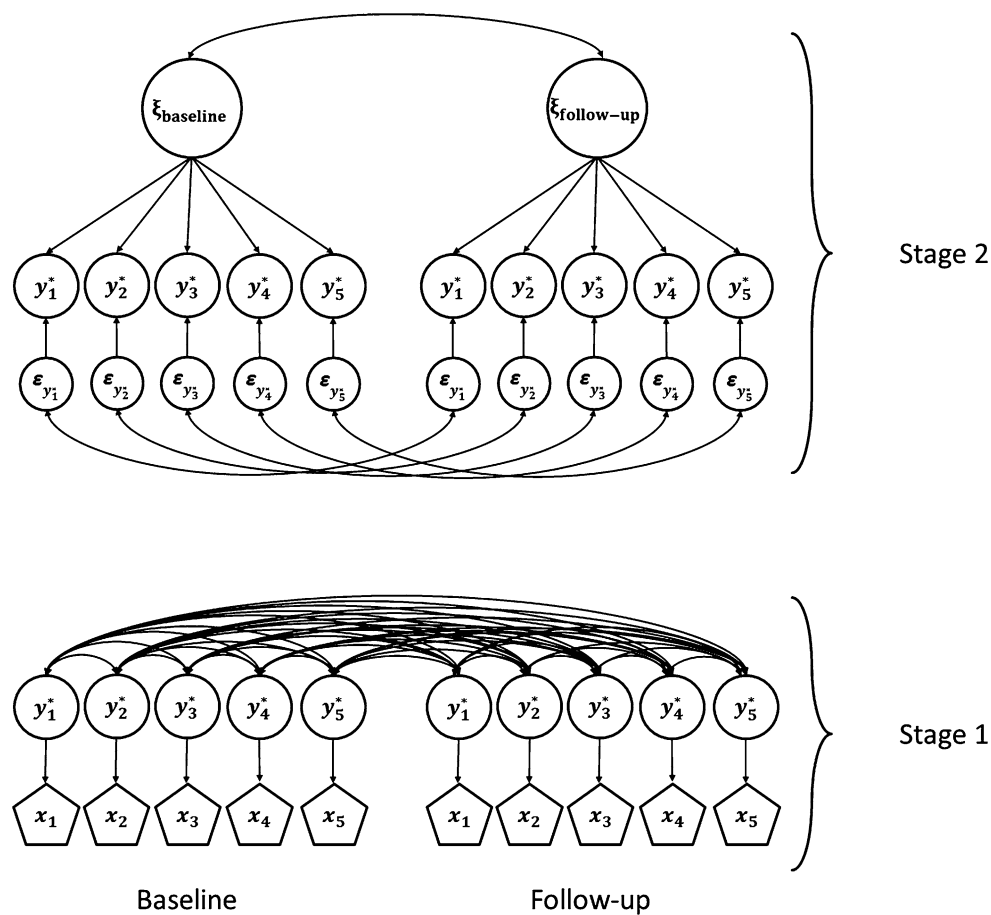 ξbaseline ξfollow−up
y*1 y*2 y*3 y*4 y*5 y*1 y*2 y*3 y*4 y*5
Stage 2
εy*1 εy*2 εy*3 εy*4 εy*5 εy*1 εy*2 εy*3 εy*4 εy*5
y*1 y*2 y*3 y*4 y*5 y*1 y*2 y*3 y*4 y*5
Stage 1
x1 x2 x3 x4 x5 x1 x2 x3 x4 x5
Baseline Follow-up